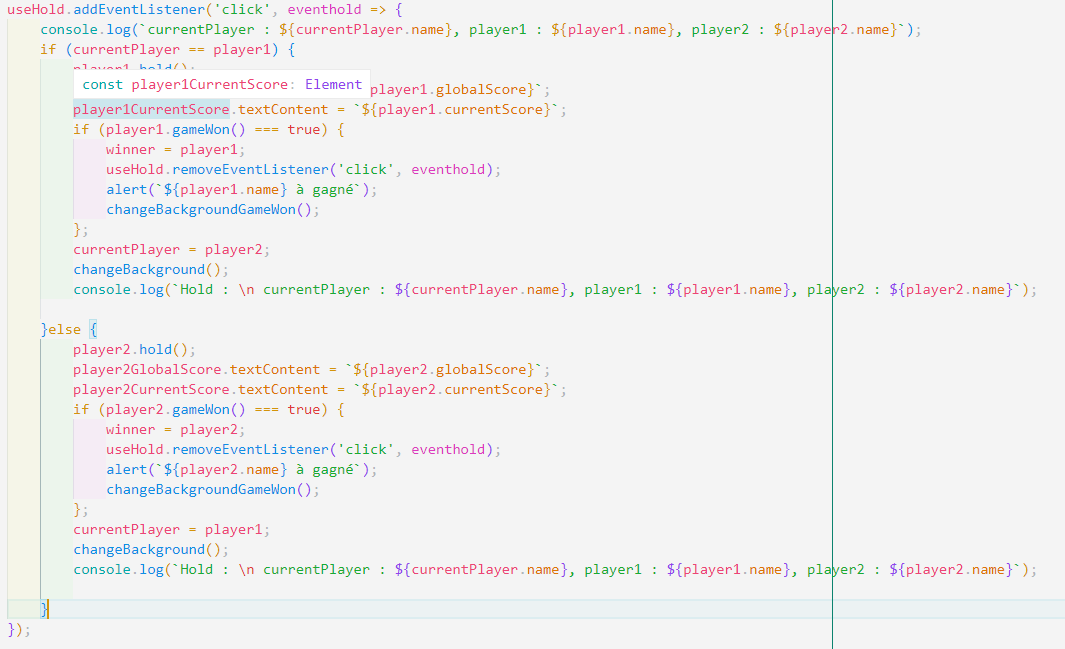 useHold.addEventListener('click', eventhold => {
    console.log(`currentPlayer : ${currentPlayer.name}, player1 : ${player1.name}, player2 : ${player2.name}`);
    if (currentPlayer == player1) {
        player1.hold();
const player1CurrentScore: Element
player1.globalScore}`;
        player1CurrentScore.textContent = `${player1.currentScore}`;
        if (player1.gameWon() === true) {
            winner = player1;
            useHold.removeEventListener('click', eventhold);
            alert(`${player1.name} à gagné`);
            changeBackgroundGameWon();
        };
        currentPlayer = player2;
        changeBackground();
        console.log(`Hold : \n currentPlayer : ${currentPlayer.name}, player1 : ${player1.name}, player2 : ${player2.name}`);
    }else {
        player2.hold();
        player2GlobalScore.textContent = `${player2.globalScore}`;
        player2CurrentScore.textContent = `${player2.currentScore}`;
        if (player2.gameWon() === true) {
            winner = player2;
            useHold.removeEventListener('click', eventhold);
            alert(`${player2.name} à gagné`);
            changeBackgroundGameWon();
        };
        currentPlayer = player1;
        changeBackground();
        console.log(`Hold : \n currentPlayer : ${currentPlayer.name}, player1 : ${player1.name}, player2 : ${player2.name}`);
    }
});